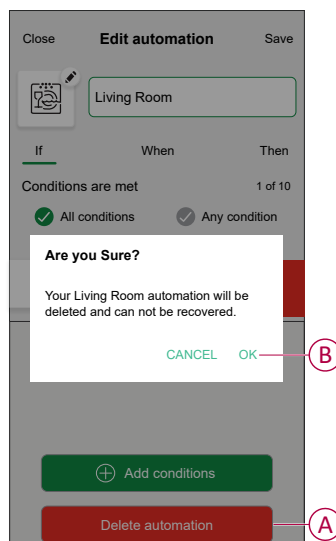 Close Edit automation Save
Living Room
If When Then
Conditions are met 1 of 10
All conditions Any condition
Are you Sure?
Your Living Room automation will be
deleted and can not be recovered.
CANCEL OK
B
Add conditions
Delete automation
A